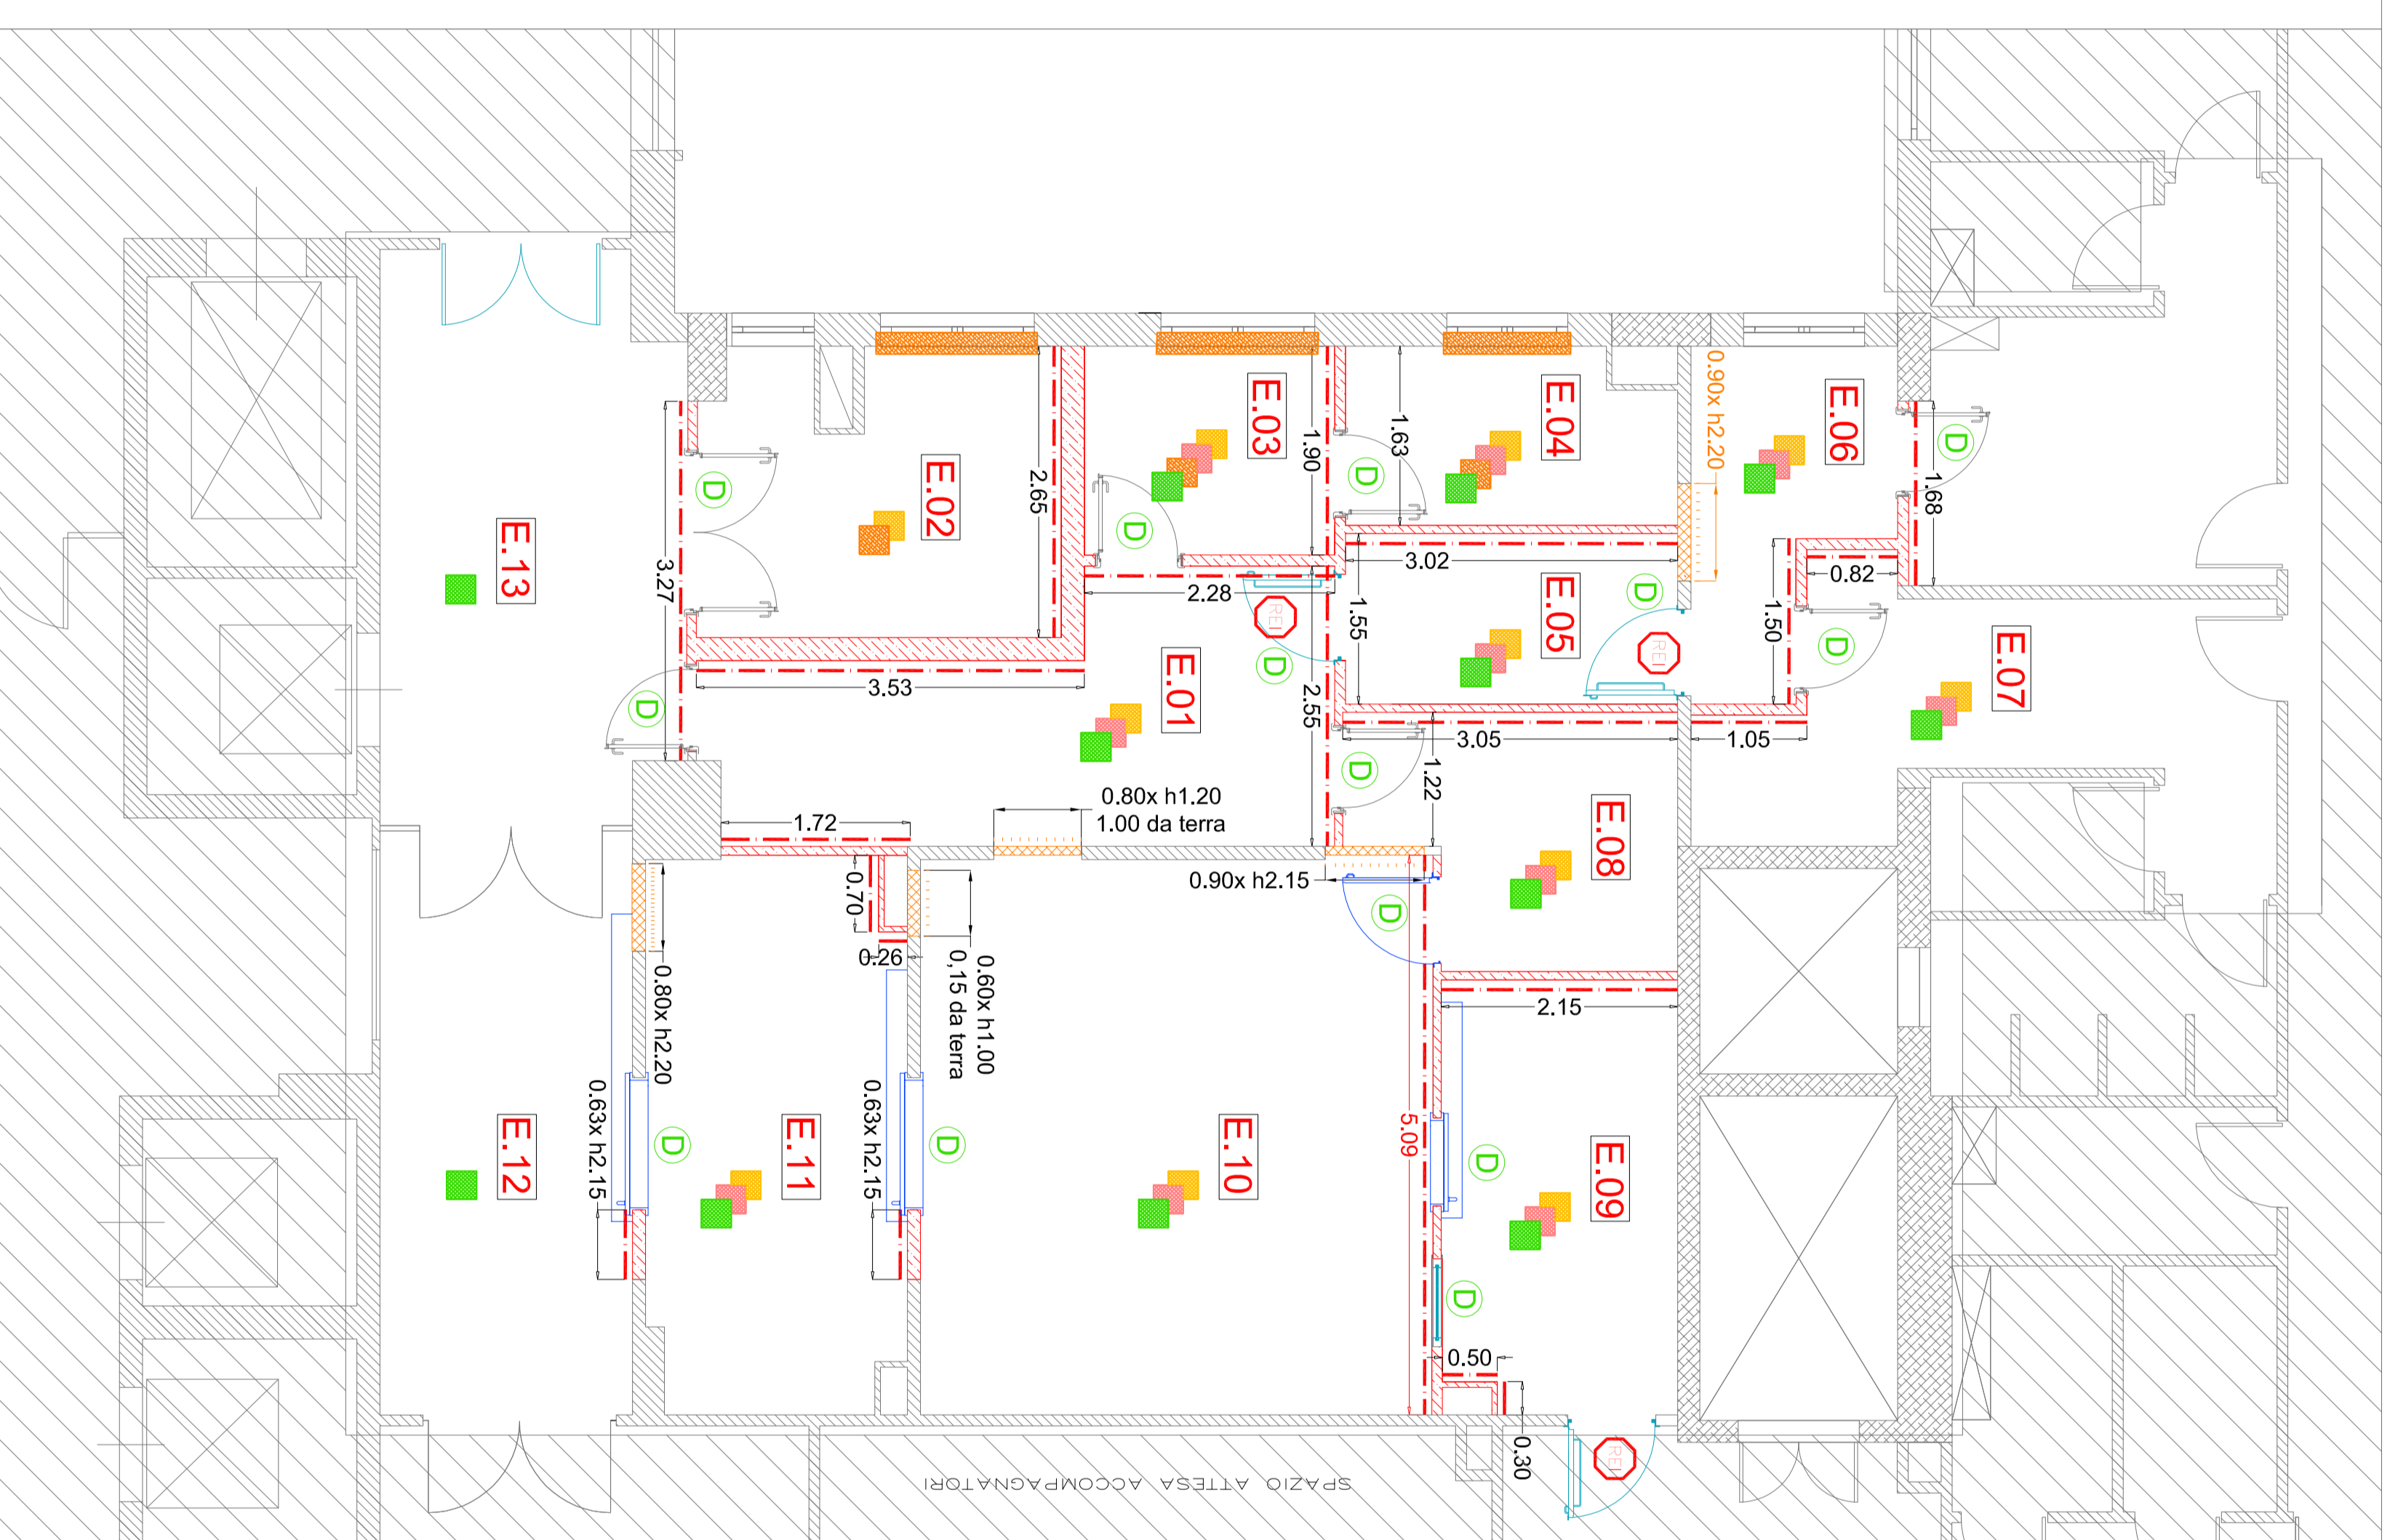 0.90x h2.20
E.06
D
1.68
E.04
1.63
D
E.03
1.90
D
2.65
E.02
D
E.13
3.27
3.02
0.82
2.28
1.55
D
E.05
REI
1.50
D
E.07
REI
D
2.55
E.01
3.53
D
3.05
1.05
1.22
D
1.72
0.80x h1.20
1.00 da terra
E.08
0.90x h2.15
D
0.70
0.26
0.60x h1.00
0,15 da terra
0.80x h2.20
2.15
0.63x h2.15
0.63x h2.15
E.12
D
E.11
D
E.10
5.09
D
E.09
D
0.50
0.30
REI
SPAZIO ATTESA ACCOMPAGNATORI